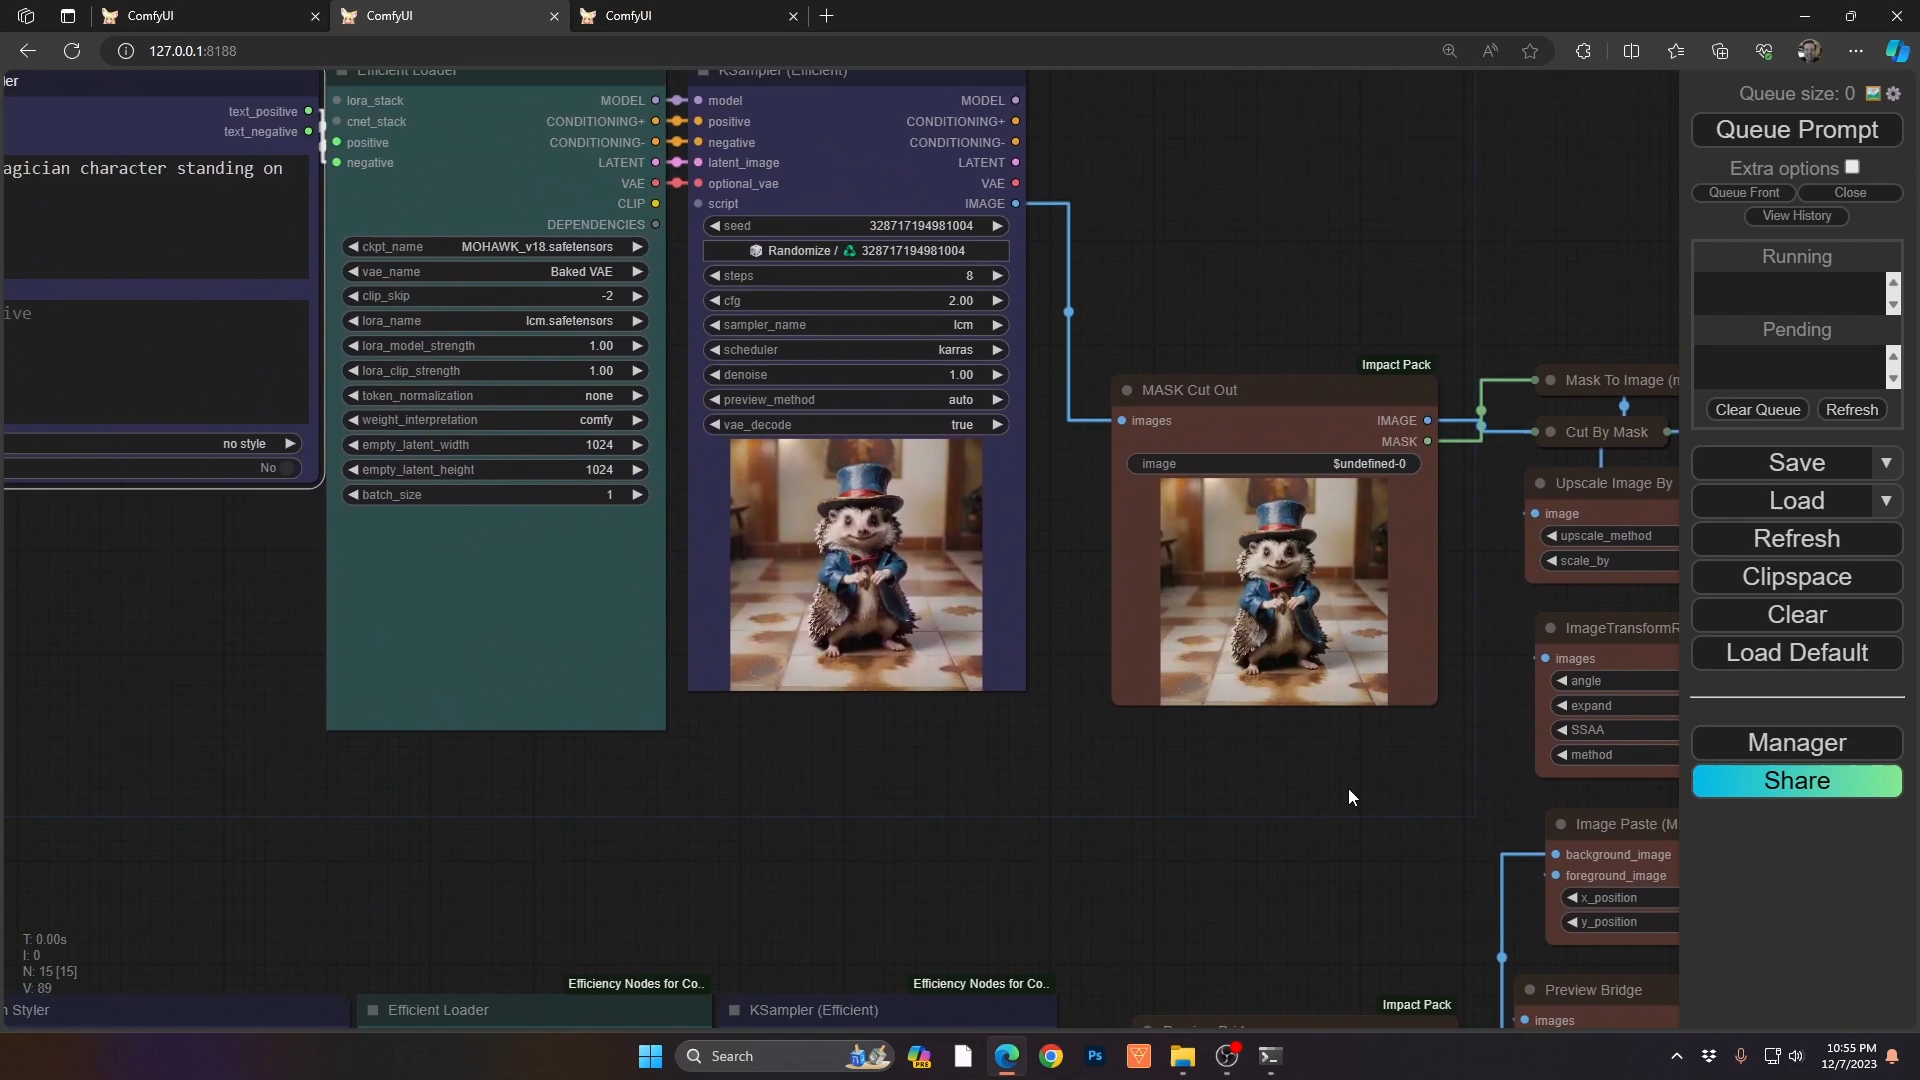 ComfyUI
ComfyUI
ComfyUI
127.0.0.1:8188
ler
text_positive
text_negative
agician character standing on
ive
no style
No
Efficient Loader
lora_stack MODEL
cnet_stack CONDITIONING+
positive CONDITIONING-
negative LATENT
VAE
CLIP
DEPENDENCIES
ckpt_name MOHAWK_v18.safetensors
vae_name Baked VAE
clip_skip -2
lora_name lcm.safetensors
lora_model_strength 1.00
lora_clip_strength 1.00
token_normalization none
weight_interpretation comfy
empty_latent_width 1024
empty_latent_height 1024
batch_size 1
KSampler (Efficient)
model MODEL
positive CONDITIONING+
negative CONDITIONING-
latent_image LATENT
optional_vae VAE
script IMAGE
seed 328717194981004
Randomize / 328717194981004
steps 8
cfg 2.00
sampler_name lcm
scheduler karras
denoise 1.00
preview_method auto
vae_decode true
Impact Pack
MASK Cut Out
images IMAGE
MASK
image $undefined-0
Mask To Image (n
Cut By Mask
Upscale Image By
image
upscale_method
scale_by
ImageTransformR
images
angle
expand
SSAA
method
Image Paste (M
background_image
foreground_image
x_position
y_position
Preview Bridge
images
T: 0.00s
I: 0
N: 15 [15]
V: 89
n Styler
Efficiency Nodes for Co..
Efficient Loader
Efficiency Nodes for Co..
KSampler (Efficient)
Impact Pack
Queue size: 0
Queue Prompt
Extra options
Queue Front
Close
View History
Running
Pending
Clear Queue
Refresh
Save
Load
Refresh
Clipspace
Clear
Load Default
Manager
Share
Search
PRE
Ps
10:55 PM
12/7/2023